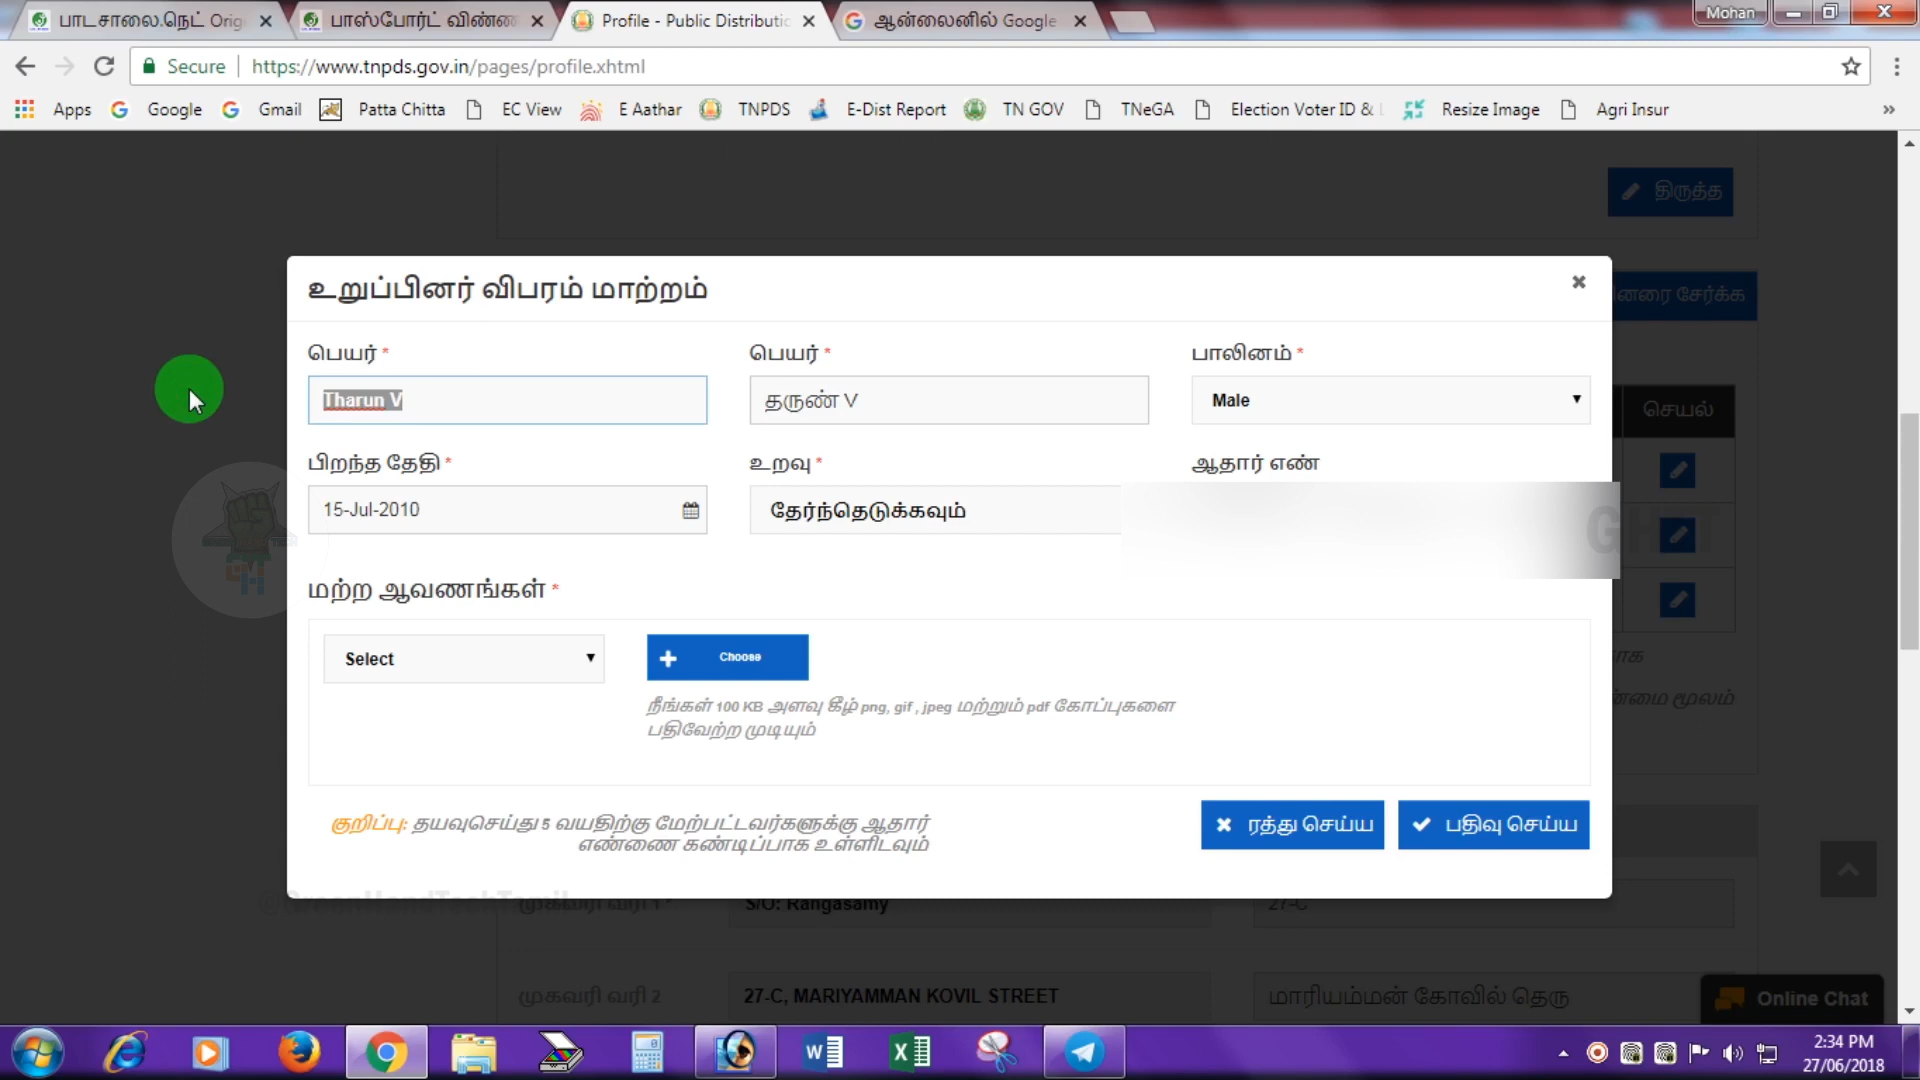 பாடசாலை.நெட் Orig
பாஸ்போர்ட் விண்ண
Profile - Public Distributic
ஆன்லைனில் Google
Mohan
Secure
https://www.tnpds.gov.in/pages/profile.xhtml
Apps
Google
Gmail
Patta Chitta
EC View
E Aathar
TNPDS
E-Dist Report
TN GOV
TNeGA
Election Voter ID &
Resize Image
Agri Insur
»
திருத்த
னரை சேர்க்க
உறுப்பினர் விபரம் மாற்றம்
பெயர் *
பெயர் *
பாலினம் *
Tharun V
தருண் V
Male
செயல்
பிறந்த தேதி *
உறவு *
ஆதார் எண்
15-Jul-2010
தேர்ந்தெடுக்கவும்
மற்ற ஆவணங்கள் *
Select
Choose
நீங்கள் 100 KB அளவு கீழ் png, gif , jpeg மற்றும் pdf கோப்புகளை
பதிவேற்ற முடியும்
ாக
ன்மை மூலம்
குறிப்பு: தயவுசெய்து 5 வயதிற்கு மேற்பட்டவர்களுக்கு ஆதார்
எண்ணை கண்டிப்பாக உள்ளிடவும்
ரத்து செய்ய
பதிவு செய்ய
@GreenHandTechTamil
முகவரி வரி 1 *
S/O: Rangasamy
27-C
முகவரி வரி 2
27-C, MARIYAMMAN KOVIL STREET
மாரியம்மன் கோவில் தெரு
Online Chat
2:34 PM
27/06/2018